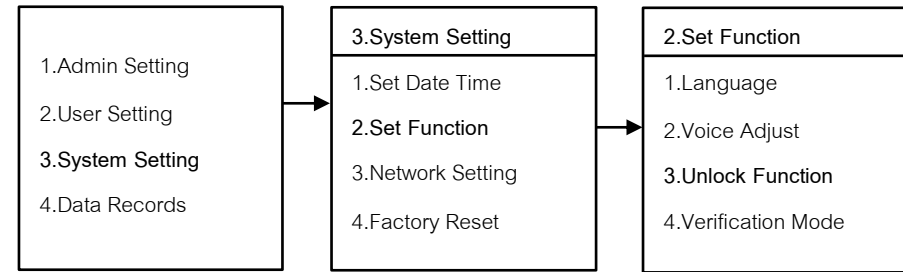 1.Admin Setting
2.User Setting
3.System Setting
4.Data Records
3.System Setting
1.Set Date Time
2.Set Function
3.Network Setting
4.Factory Reset
2.Set Function
1.Language
2.Voice Adjust
3.Unlock Function
4.Verification Mode